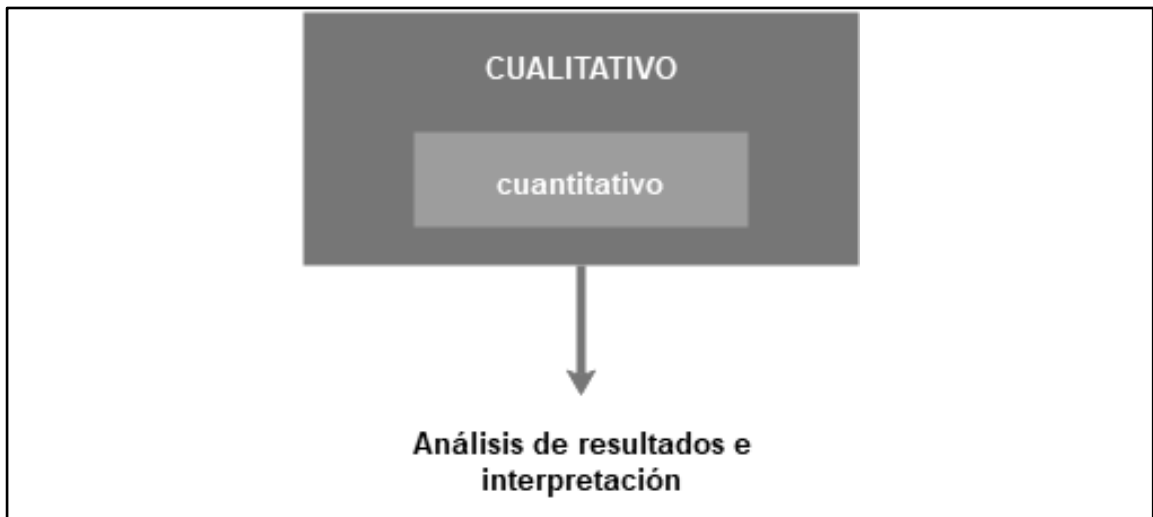 CUALITATIVO
cuantitativo
Análisis de resultados e
interpretación